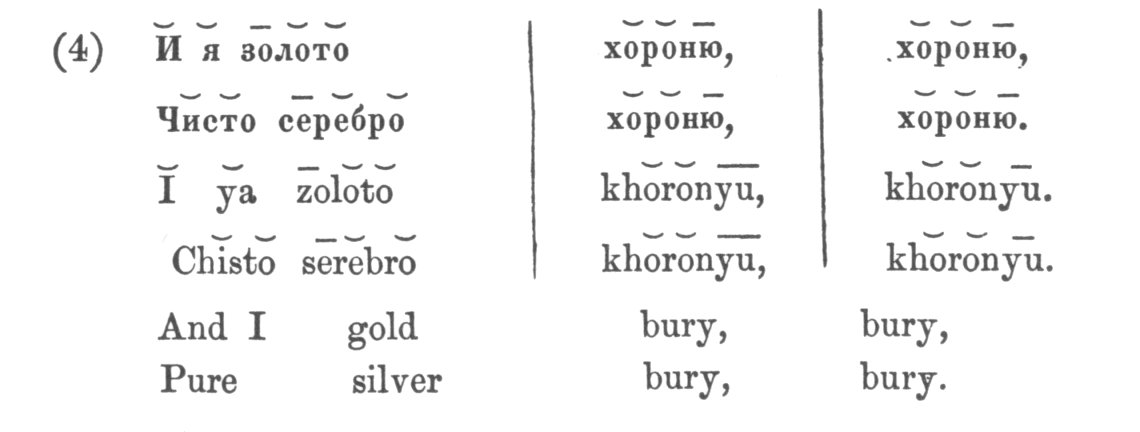 (4) И я золото хороню, хороню,
Чисто серебро хороню, хороню.
I ya zoloto khoronyu, khoronyu.
Chisto serebro khoronyu, khoronyu.
And I gold bury, bury,
Pure silver bury, bury.